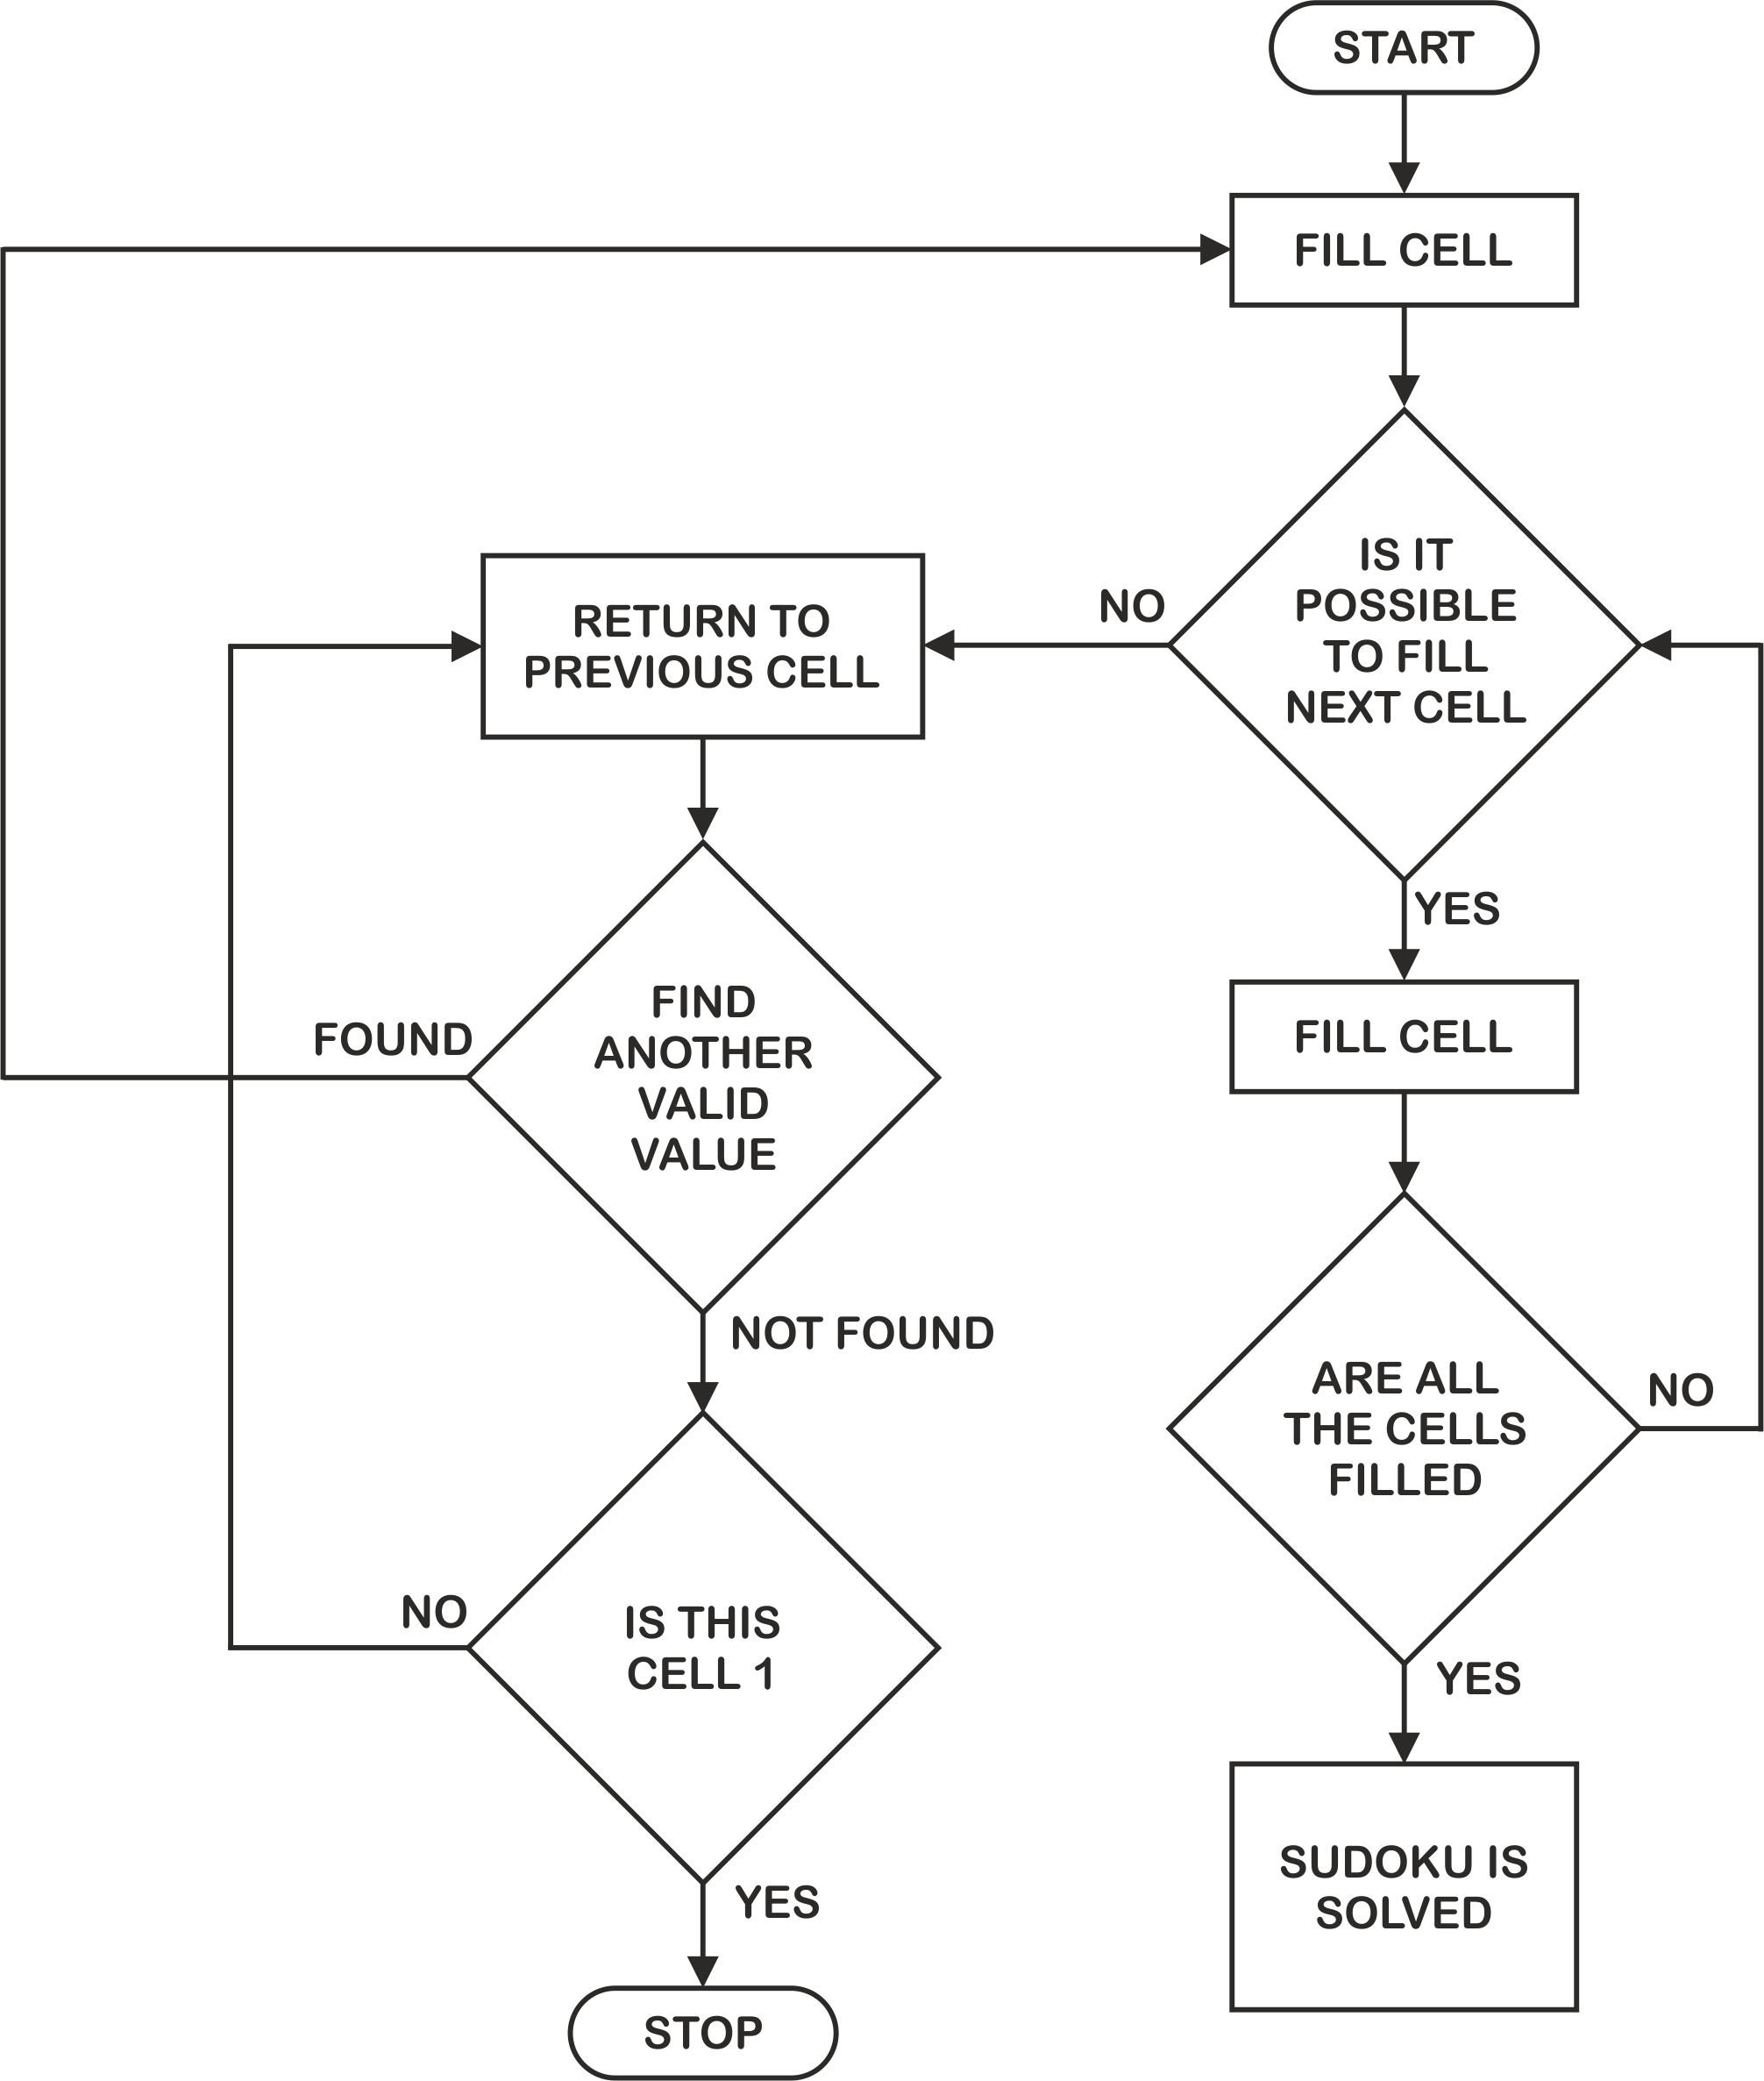 START
FILL CELL
IS IT
POSSIBLE
TO FILL
NEXT CELL
NO
YES
RETURN TO
PREVIOUS CELL
FIND
ANOTHER
VALID
VALUE
FOUND
NOT FOUND
IS THIS
CELL 1
NO
YES
STOP
FILL CELL
ARE ALL
THE CELLS
FILLED
NO
YES
SUDOKU IS
SOLVED